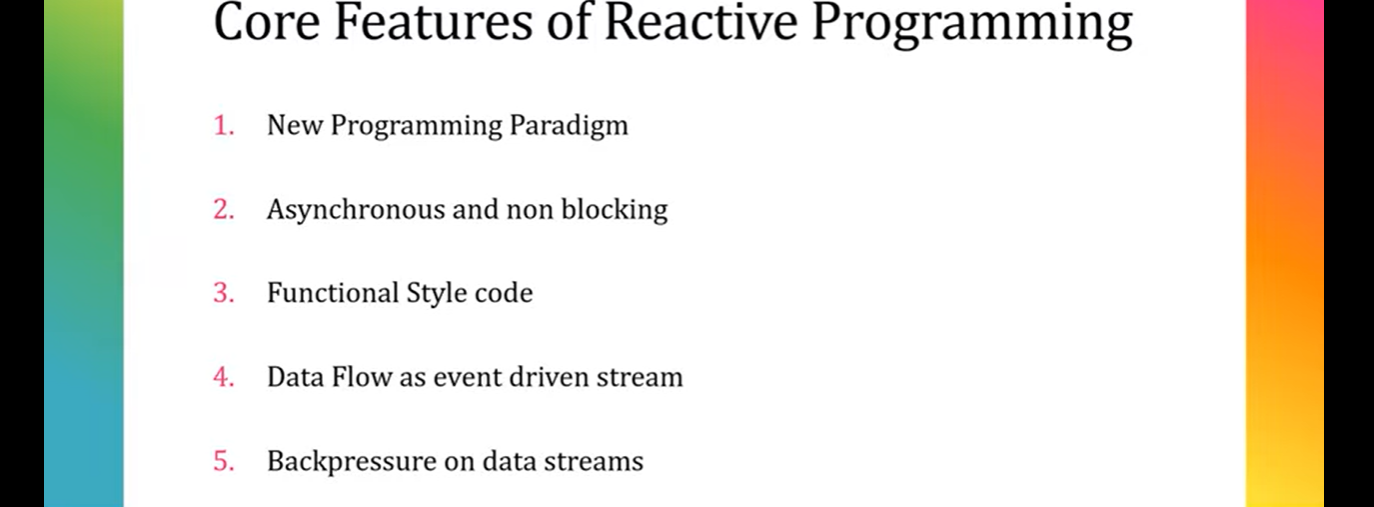 Core Features of Reactive Programming
1. New Programming Paradigm
2. Asynchronous and non blocking
3. Functional Style code
4. Data Flow as event driven stream
5. Backpressure on data streams